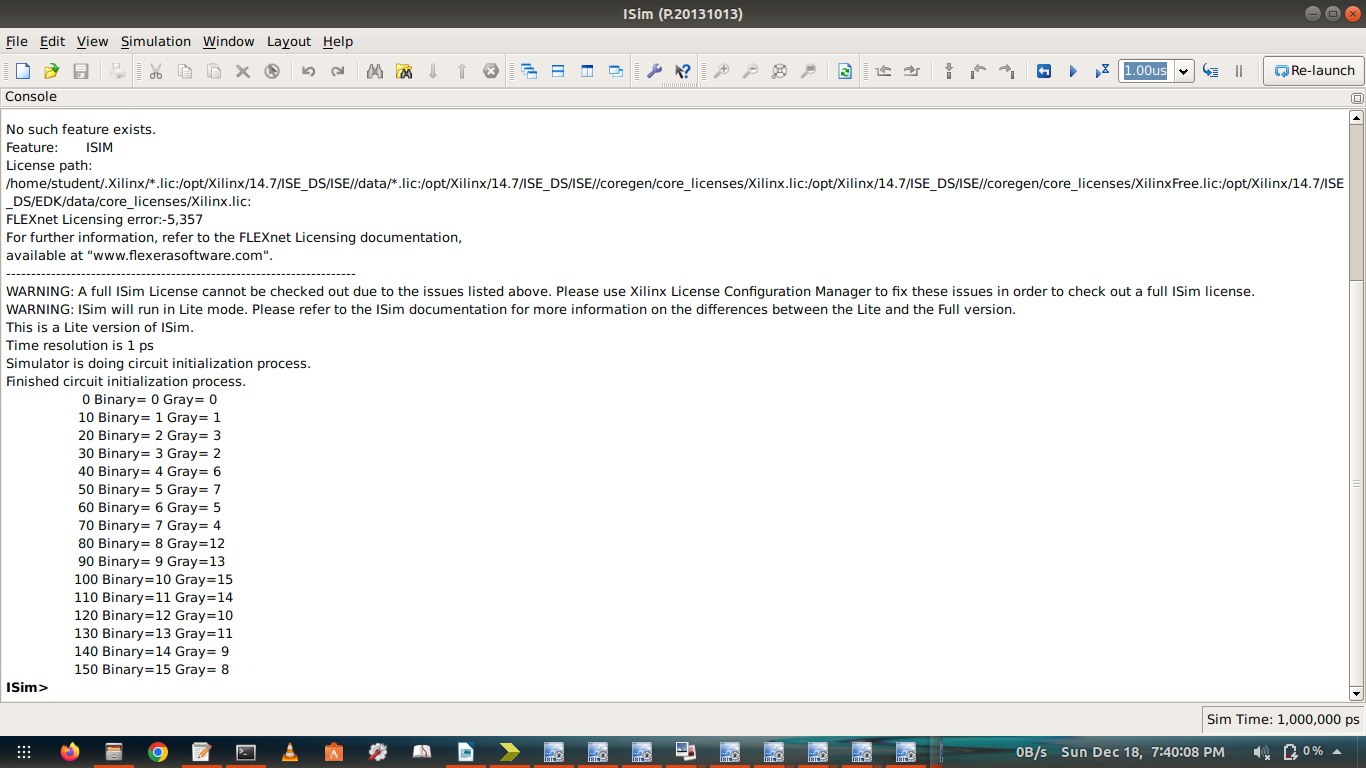 ISim (P.20131013)
File Edit View Simulation Window Layout Help
1.00us Re-launch
Console
No such feature exists.
Feature: ISIM
License path:
/home/student/.Xilinx/*.lic:/opt/Xilinx/14.7/ISE_DS/ISE//data/*.lic:/opt/Xilinx/14.7/ISE_DS/ISE//coregen/core_licenses/Xilinx.lic:/opt/Xilinx/14.7/ISE_DS/ISE//coregen/core_licenses/XilinxFree.lic:/opt/Xilinx/14.7/ISE
_DS/EDK/data/core_licenses/Xilinx.lic:
FLEXnet Licensing error:-5,357
For further information, refer to the FLEXnet Licensing documentation,
available at "www.flexerasoftware.com".
----------------------------------------------------------------------
WARNING: A full ISim License cannot be checked out due to the issues listed above. Please use Xilinx License Configuration Manager to fix these issues in order to check out a full ISim license.
WARNING: ISim will run in Lite mode. Please refer to the ISim documentation for more information on the differences between the Lite and the Full version.
This is a Lite version of ISim.
Time resolution is 1 ps
Simulator is doing circuit initialization process.
Finished circuit initialization process.
0 Binary= 0 Gray= 0
10 Binary= 1 Gray= 1
20 Binary= 2 Gray= 3
30 Binary= 3 Gray= 2
40 Binary= 4 Gray= 6
50 Binary= 5 Gray= 7
60 Binary= 6 Gray= 5
70 Binary= 7 Gray= 4
80 Binary= 8 Gray=12
90 Binary= 9 Gray=13
100 Binary=10 Gray=15
110 Binary=11 Gray=14
120 Binary=12 Gray=10
130 Binary=13 Gray=11
140 Binary=14 Gray= 9
150 Binary=15 Gray= 8
ISim>
Sim Time: 1,000,000 ps
0B/s Sun Dec 18, 7:40:08 PM 0 %